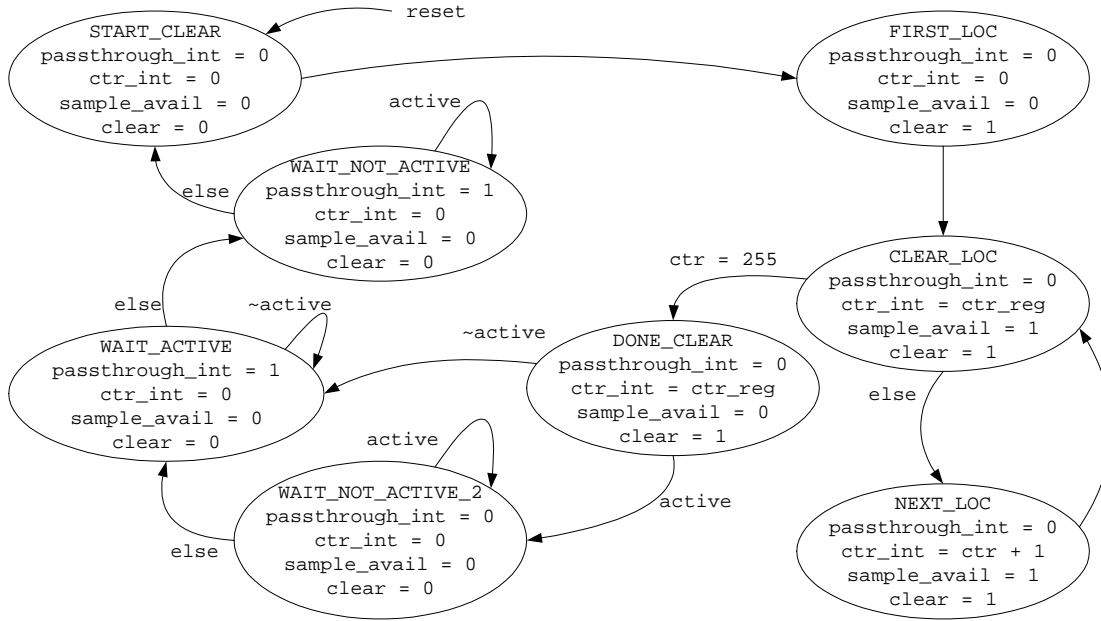 reset
START_CLEAR
passthrough_int = 0
ctr_int = 0
sample_avail = 0
clear = 0
FIRST_LOC
passthrough_int = 0
ctr_int = 0
sample_avail = 0
clear = 1
active
WAIT_NOT_ACTIVE
passthrough_int = 1
ctr_int = 0
sample_avail = 0
clear = 0
else
ctr = 255
CLEAR_LOC
passthrough_int = 0
ctr_int = ctr_reg
sample_avail = 1
clear = 1
else
~active
WAIT_ACTIVE
passthrough_int = 1
ctr_int = 0
sample_avail = 0
clear = 0
~active
DONE_CLEAR
passthrough_int = 0
ctr_int = ctr_reg
sample_avail = 0
clear = 1
else
active
WAIT_NOT_ACTIVE_2
passthrough_int = 0
ctr_int = 0
sample_avail = 0
clear = 0
else
active
NEXT_LOC
passthrough_int = 0
ctr_int = ctr + 1
sample_avail = 1
clear = 1